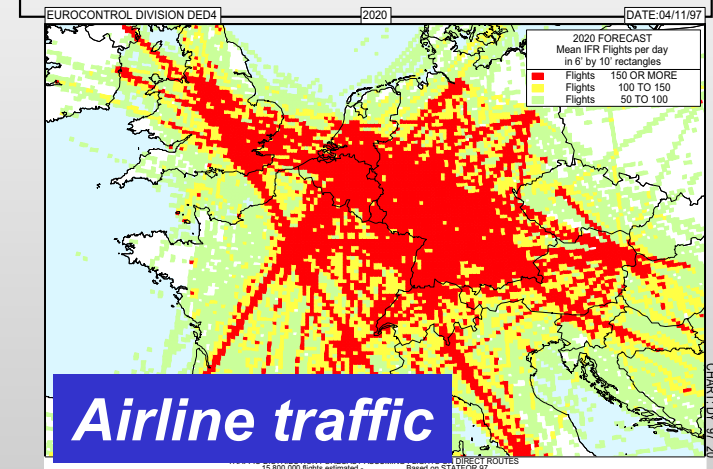 EUROCONTROL DIVISION DED4
2020
DATE:04/11/97
2020 FORECAST
Mean IFR Flights per day
in 6' by 10' rectangles
Flights 150 OR MORE
Flights 100 TO 150
Flights 50 TO 100
Airline traffic
DIRECT ROUTES
15 800 000 flights estimated - Based on STATFOR 97